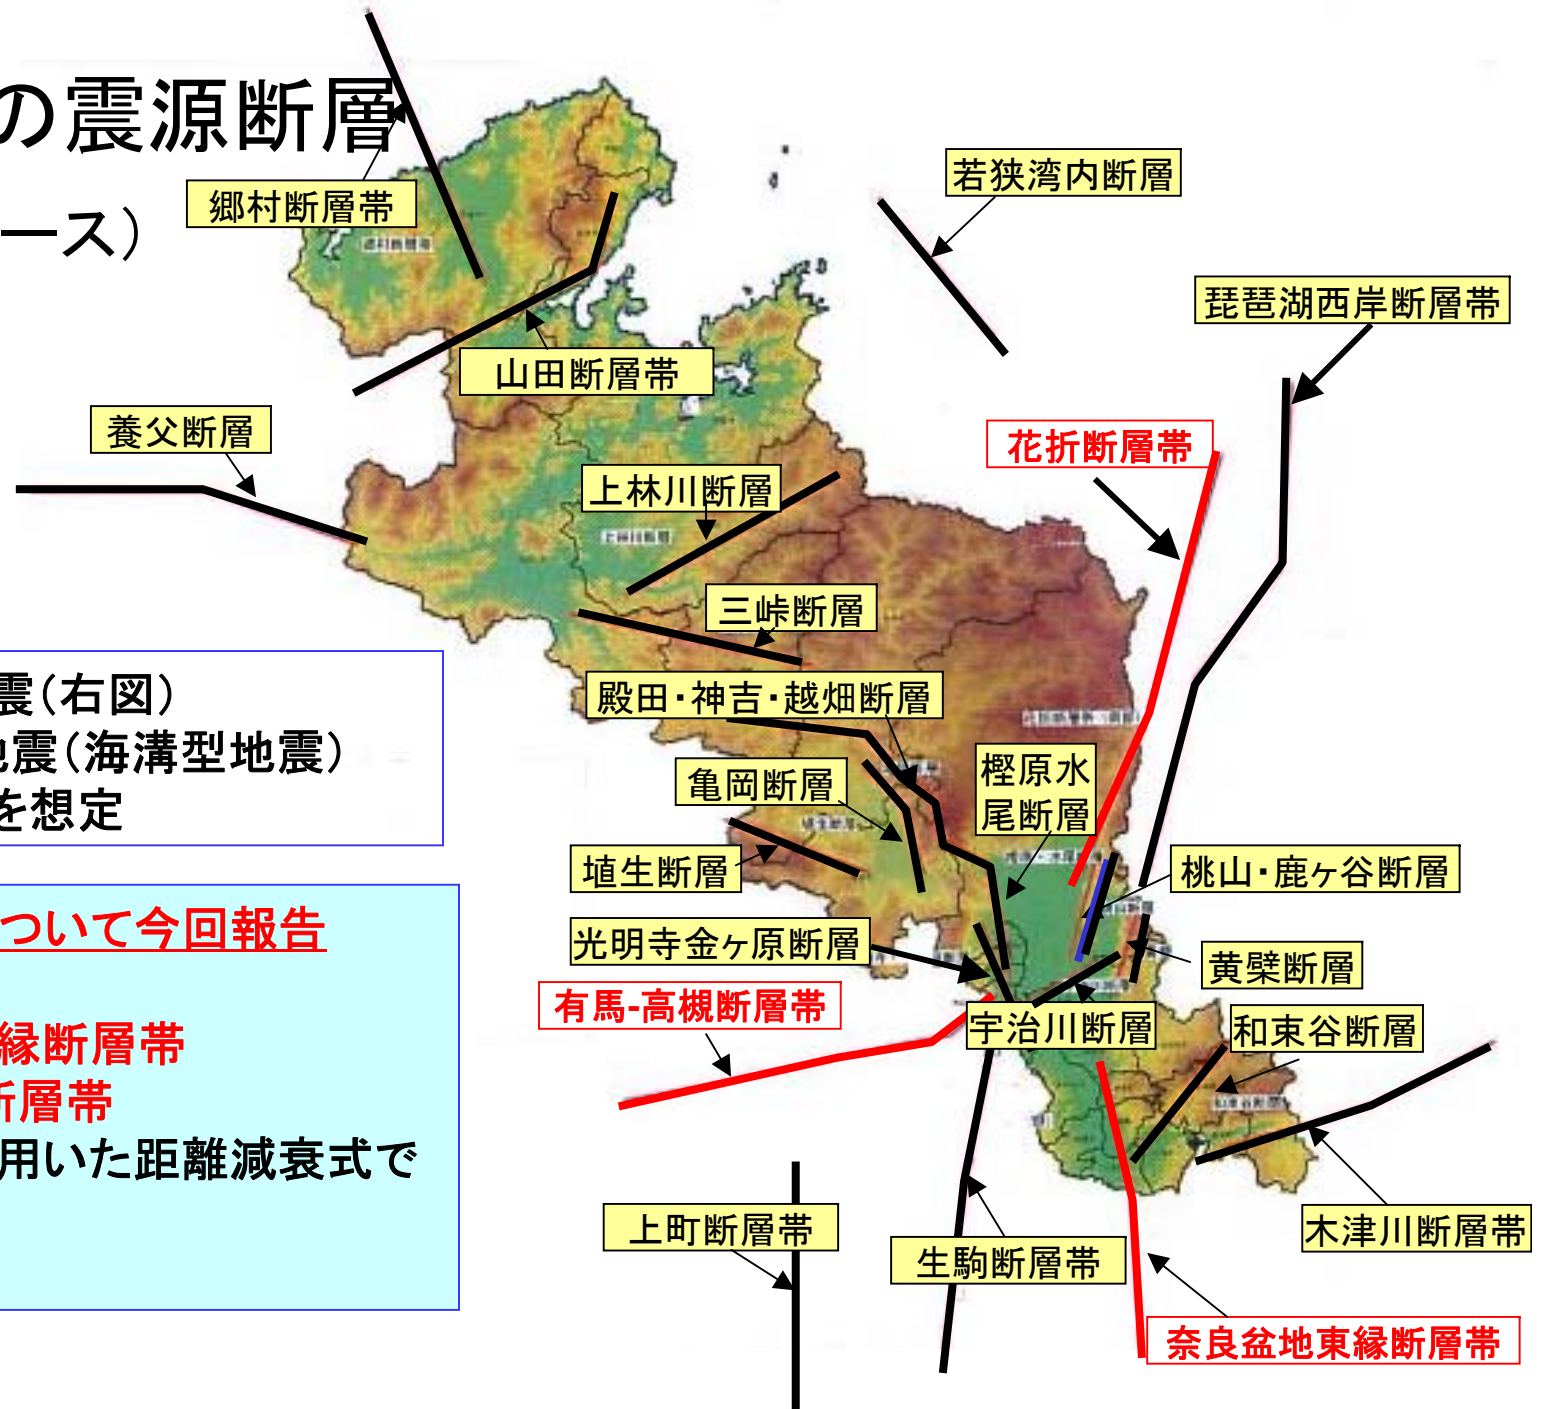 の震源断層
ース）
郷村断層帯
若狭湾内断層
琵琶湖西岸断層帯
山田断層帯
養父断層
花折断層帯
上林川断層
上林川断層
三峠断層
震（右図）
地震（海溝型地震）
を想定
殿田・神吉・越畑断層
亀岡断層
樫原水
尾断層
埴生断層
桃山・鹿ヶ谷断層
光明寺金ヶ原断層
黄檗断層
有馬-高槻断層帯
宇治川断層
和束谷断層
ついて今回報告
縁断層帯
断層帯
用いた距離減衰式で
上町断層帯
生駒断層帯
木津川断層帯
奈良盆地東縁断層帯